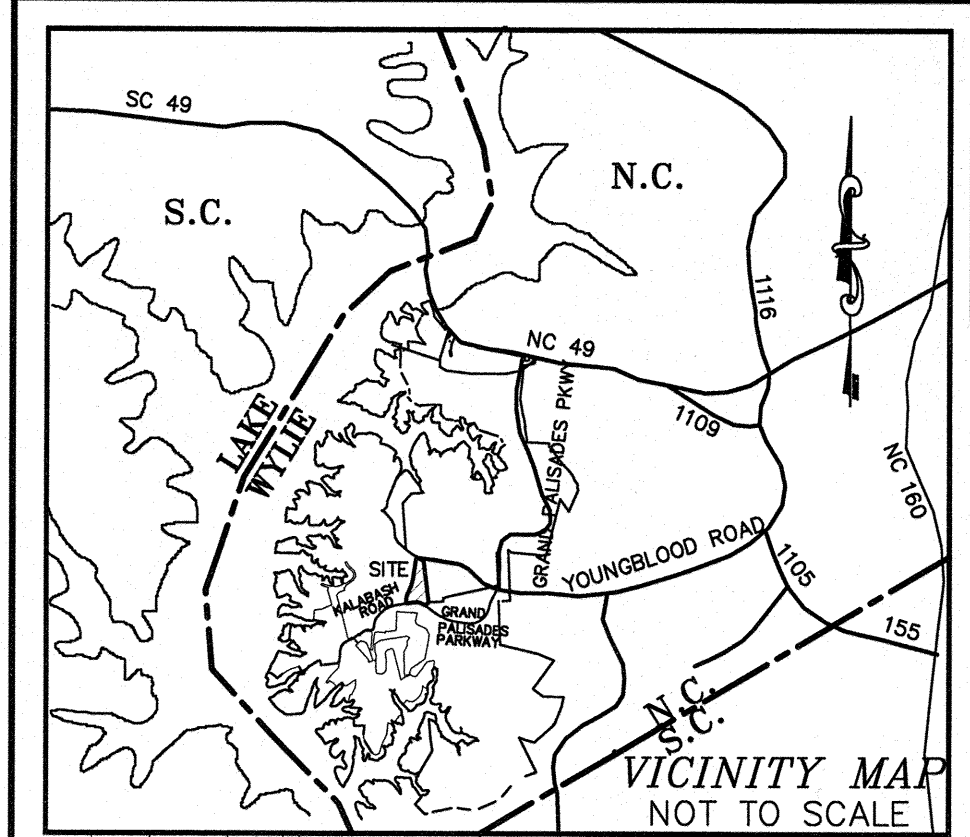 SC 49
N.C.
S.C.
1116
NC 49
LAKE
WYLIE
1109
GRAND PALISADES PKWY
NC 160
YOUNGBLOOD ROAD
SITE
1105
KALABASH
ROAD
GRAND
PALISADES
PARKWAY
155
N.C.
S.C.
VICINITY MAP
NOT TO SCALE